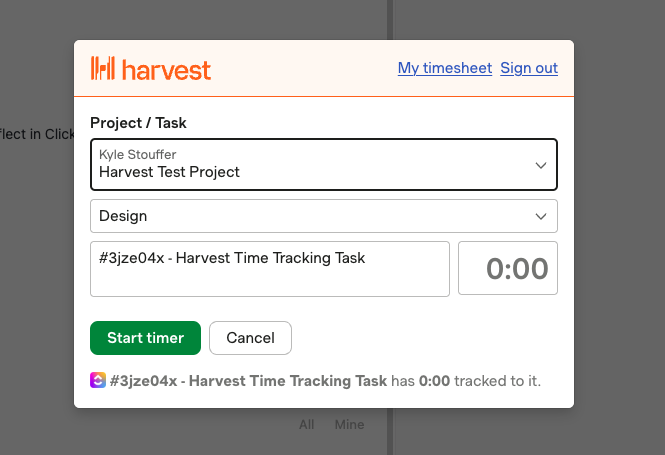 harvest
My timesheet Sign out
Project / Task
flect in Click
Kyle Stouffer
Harvest Test Project
Design
#3jze04x - Harvest Time Tracking Task
0:00
Start timer Cancel
#3jze04x - Harvest Time Tracking Task has 0:00 tracked to it.
All Mine